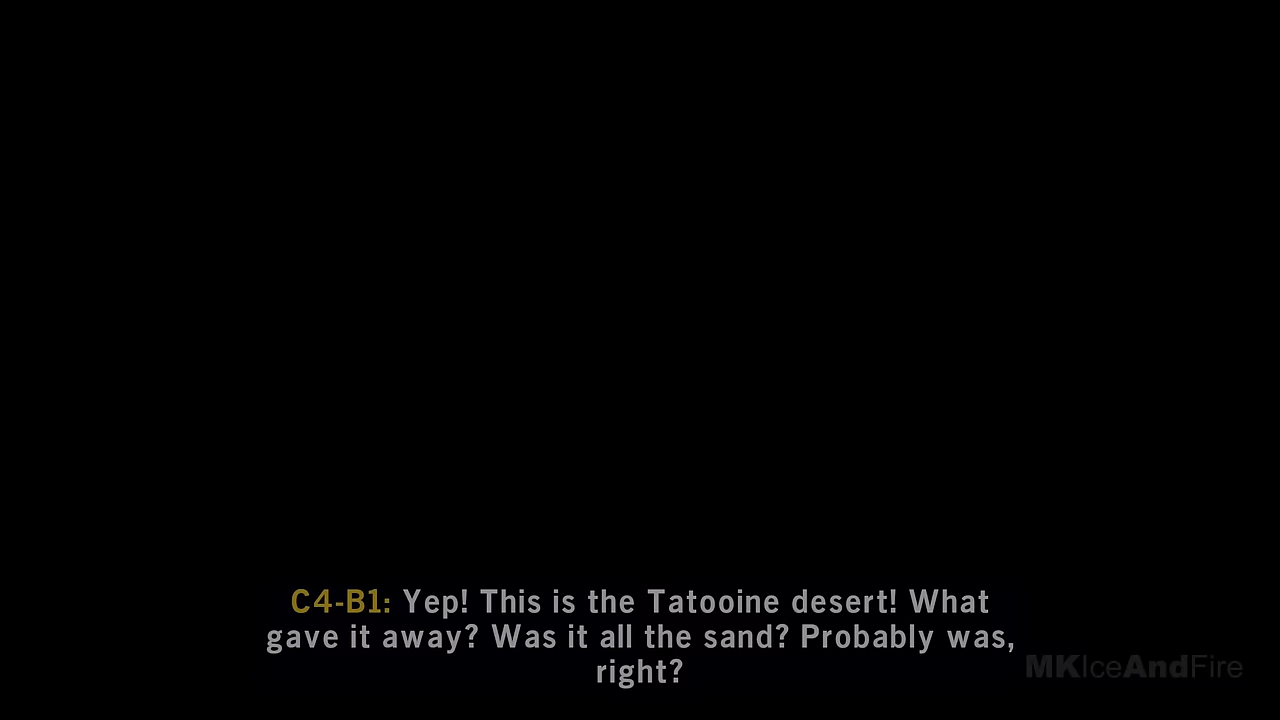 C4-B1: Yep! This is the Tatooine desert! What
gave it away? Was it all the sand? Probably was,
right?
MKIceAndFire